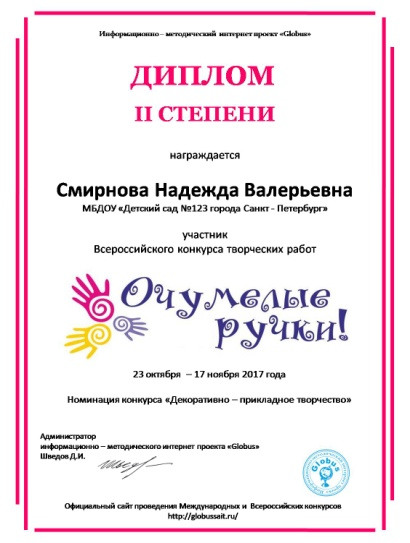 Информационно – методический интернет проект «Globus»
ДИПЛОМ
II СТЕПЕНИ
награждается
Смирнова Надежда Валерьевна
МБДОУ «Детский сад №123 города Санкт - Петербург»
участник
Всероссийского конкурса творческих работ
Очумелые
ручки!
23 октября – 17 ноября 2017 года
Номинация конкурса «Декоративно – прикладное творчество»
Администратор
информационно – методического интернет проекта «Globus»
Шведов Д.И.
Globus
Официальный сайт проведения Международных и Всероссийских конкурсов
http://globussait.ru/